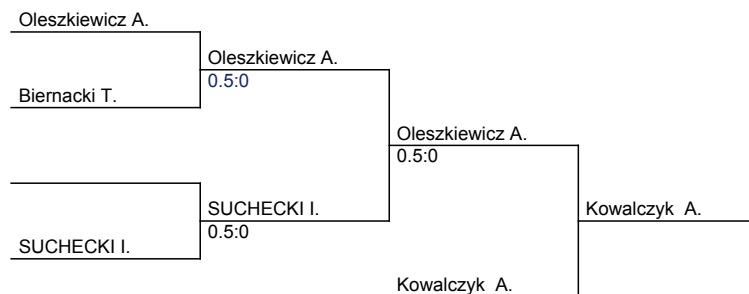 Oleszkiewicz A.
Oleszkiewicz A.
0.5:0
Biernacki T.
Oleszkiewicz A.
0.5:0
SUCHECKI I.
Kowalczyk  A.
0.5:0
SUCHECKI I.
Kowalczyk  A.